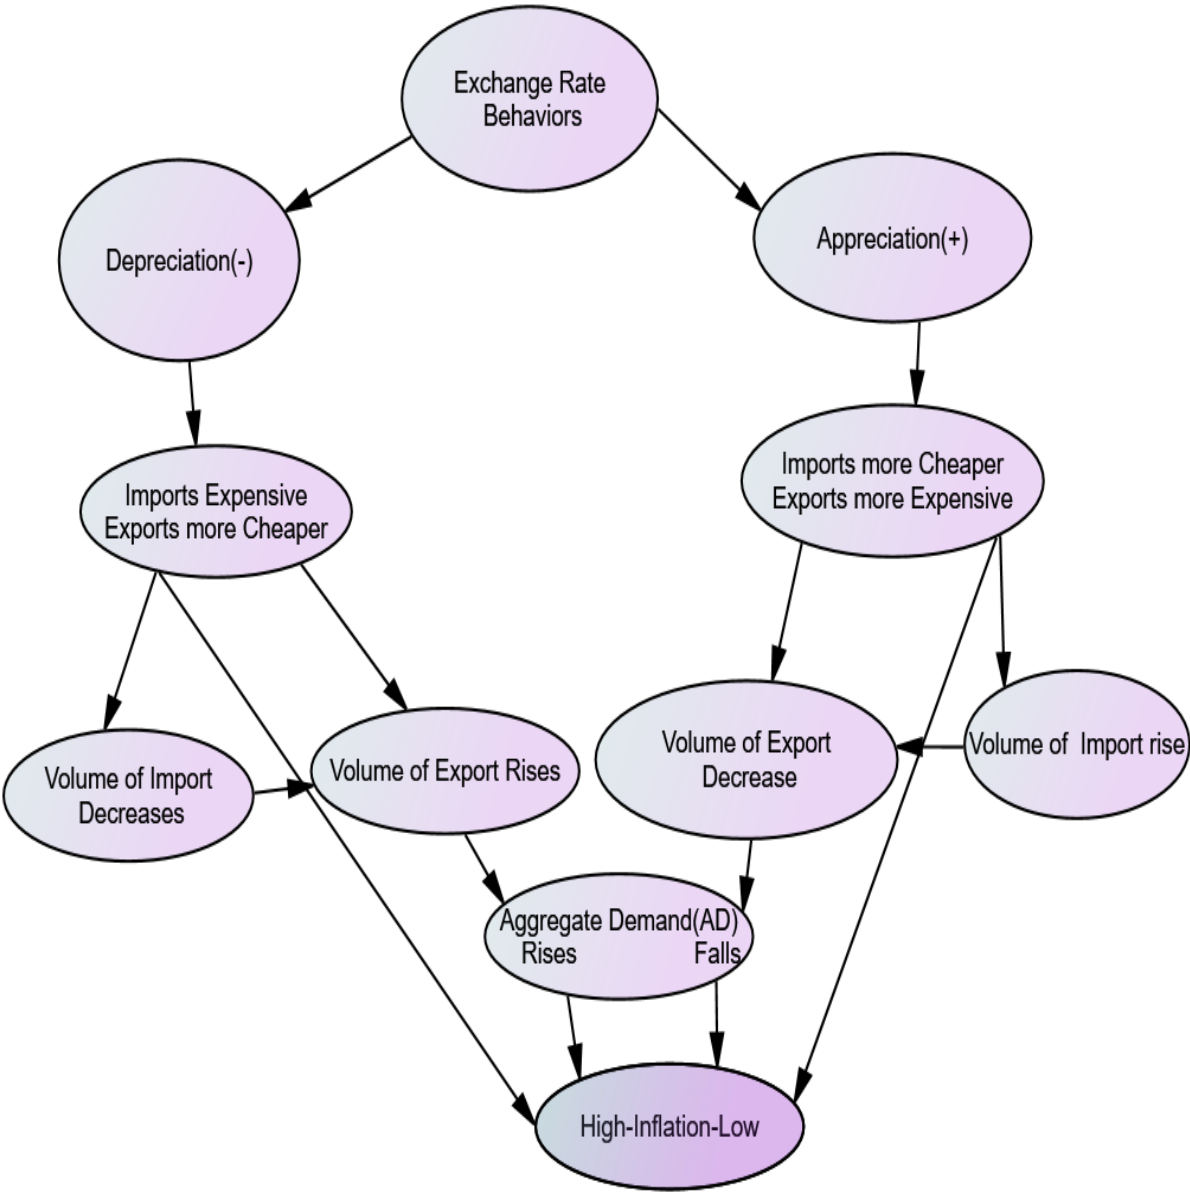 Exchange Rate
Behaviors
Depreciation(-)
Appreciation(+)
Imports Expensive
Exports more Cheaper
Imports more Cheaper
Exports more Expensive
Volume of Import
Decreases
Volume of Export Rises
Volume of Export
Decrease
Volume of Import rise
Aggregate Demand(AD)
Rises Falls
High-Inflation-Low